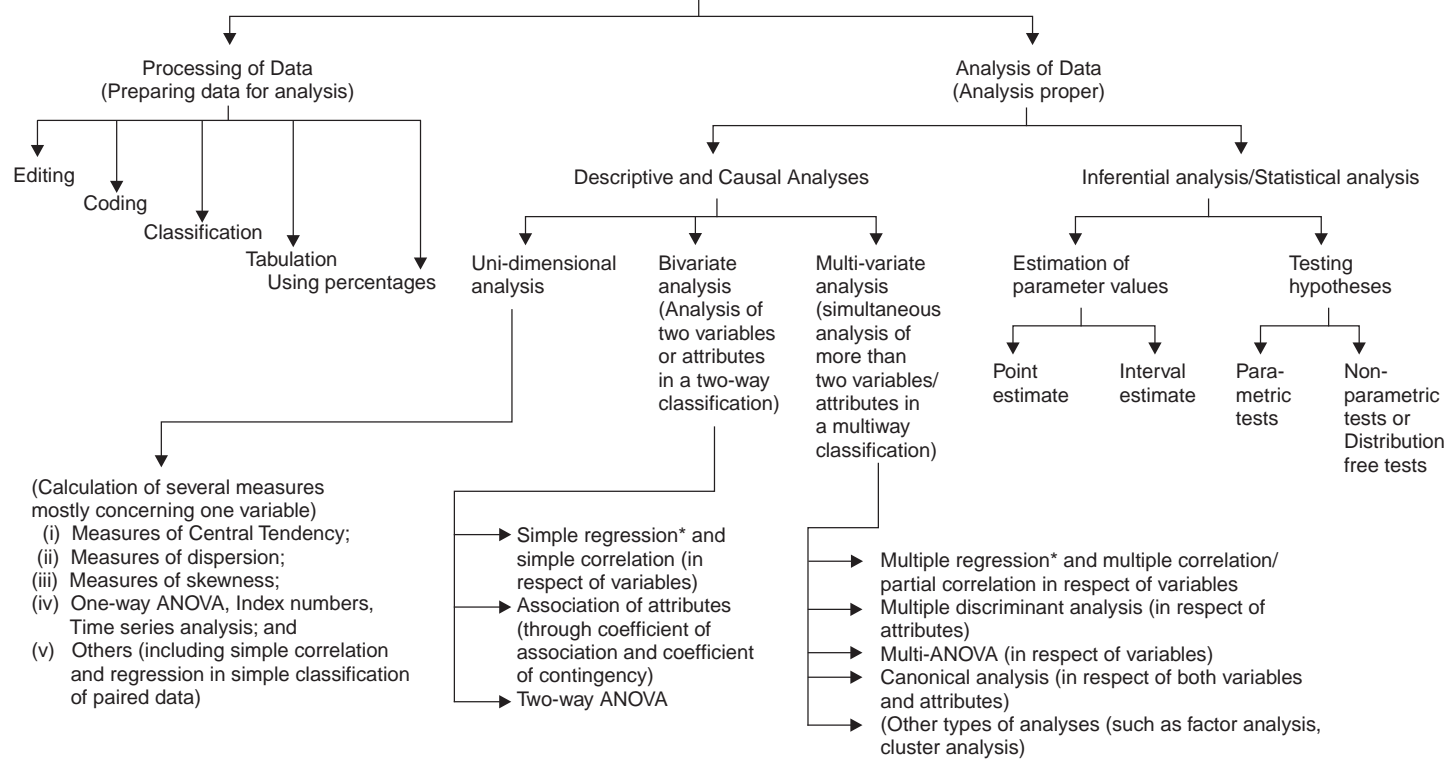 Processing of Data
(Preparing data for analysis)
Analysis of Data
(Analysis proper)
Editing
Coding
Classification
Tabulation
Using percentages
Descriptive and Causal Analyses
Inferential analysis/Statistical analysis
Uni-dimensional
analysis
Bivariate
analysis
(Analysis of
two variables
or attributes
in a two-way
classification)
Multi-variate
analysis
(simultaneous
analysis of
more than
two variables/
attributes in
a multiway
classification)
Estimation of
parameter values
Testing
hypotheses
Point
estimate
Interval
estimate
Para-
metric
tests
Non-
parametric
tests or
Distribution
free tests
(Calculation of several measures
mostly concerning one variable)
(i) Measures of Central Tendency;
(ii) Measures of dispersion;
(iii) Measures of skewness;
(iv) One-way ANOVA, Index numbers,
Time series analysis; and
(v) Others (including simple correlation
and regression in simple classification
of paired data)
Simple regression* and
simple correlation (in
respect of variables)
Association of attributes
(through coefficient of
association and coefficient
of contingency)
Two-way ANOVA
Multiple regression* and multiple correlation/
partial correlation in respect of variables
Multiple discriminant analysis (in respect of
attributes)
Multi-ANOVA (in respect of variables)
Canonical analysis (in respect of both variables
and attributes)
(Other types of analyses (such as factor analysis,
cluster analysis)